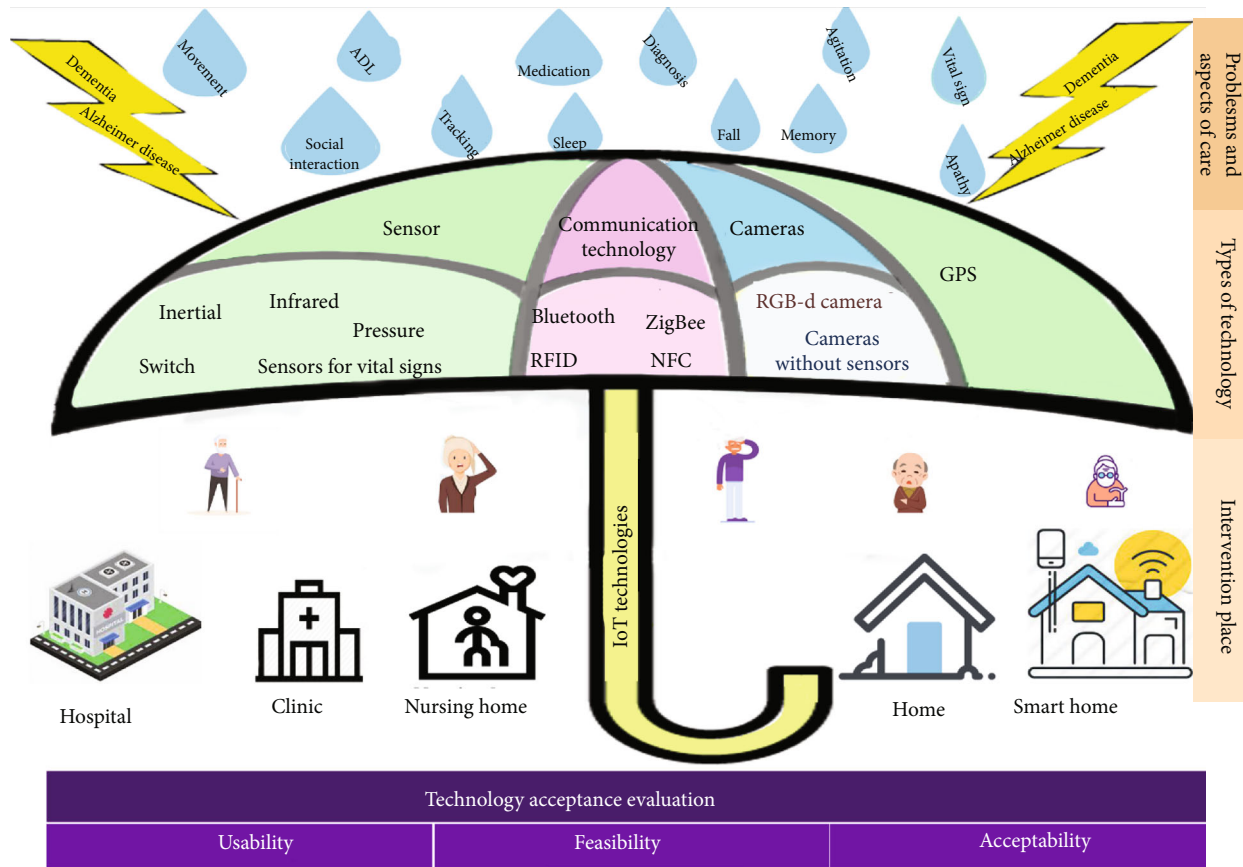 Movement
ADL
Medication
Diagnosis
Agitation
Vital sign
Dementia
Alzheimer disease
Social
interaction
Tracking
Sleep
Fall
Memory
Apathy
Dementia
Alzheimer disease
Problesms and
aspects of care
Sensor
Communication
technology
Cameras
GPS
Inertial
Infrared
Pressure
Switch
Sensors for vital signs
Bluetooth
ZigBee
RFID
NFC
RGB-d camera
Cameras
without sensors
Types of technology
IoT technologies
HOSPITAL
Hospital
Clinic
Nursing home
Home
Smart home
Intervention place
Technology acceptance evaluation
Usability
Feasibility
Acceptability